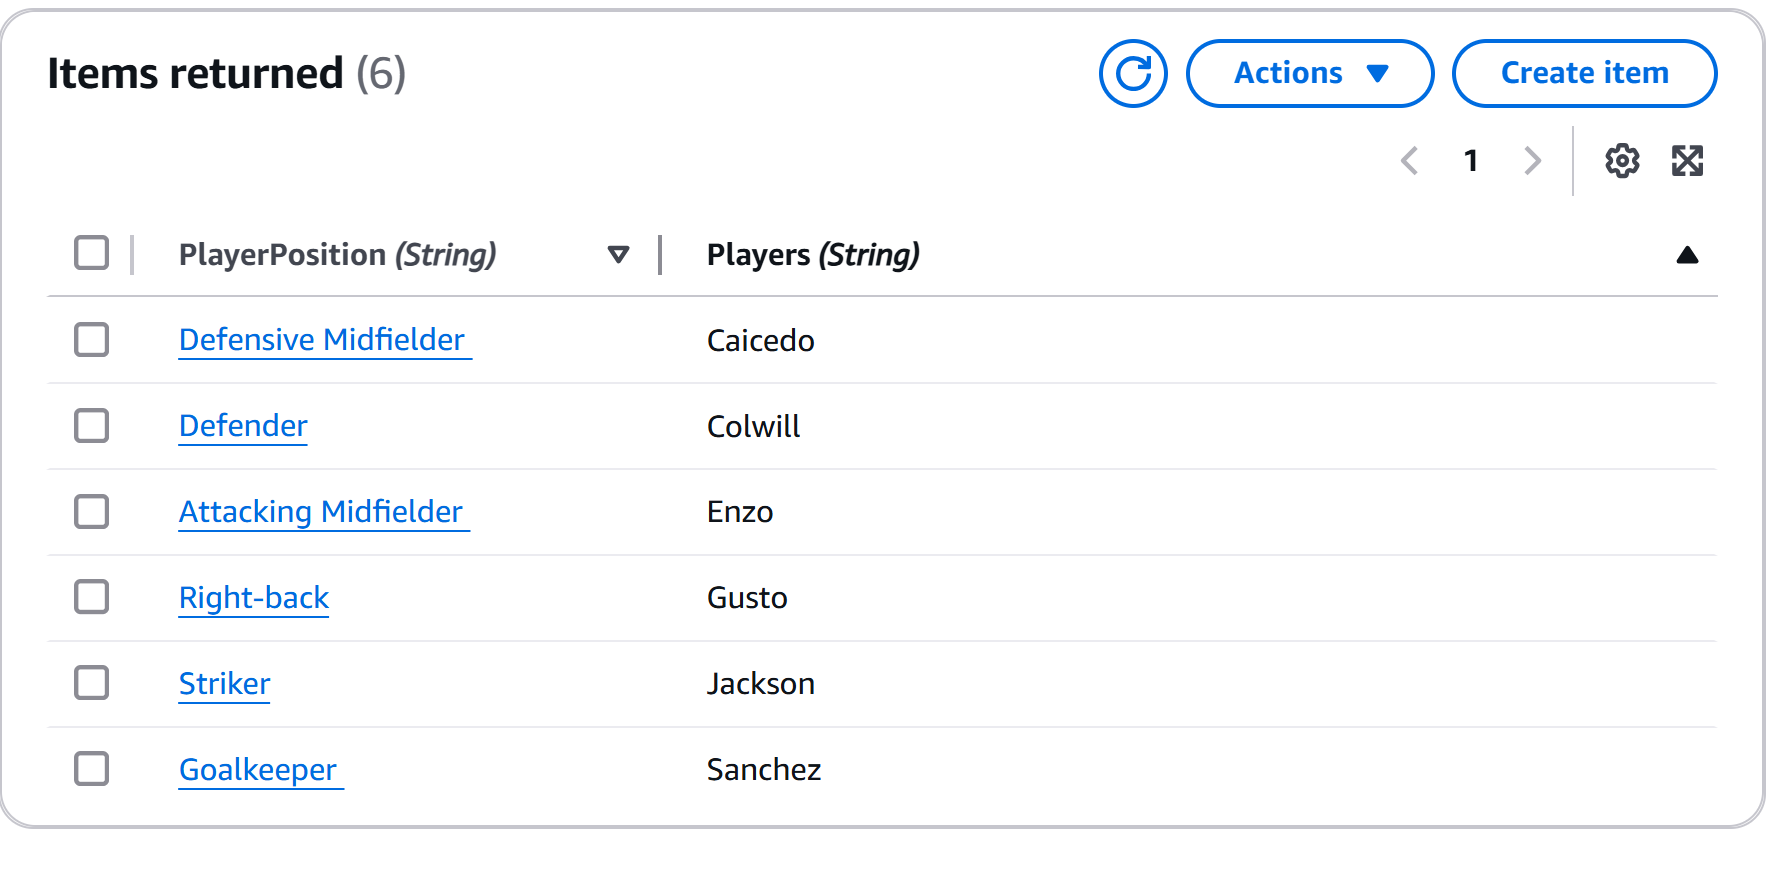 Items returned (6)
Actions
Create item
1
PlayerPosition (String)
Players (String)
Defensive Midfielder
Caicedo
Defender
Colwill
Attacking Midfielder
Enzo
Right-back
Gusto
Striker
Jackson
Goalkeeper
Sanchez